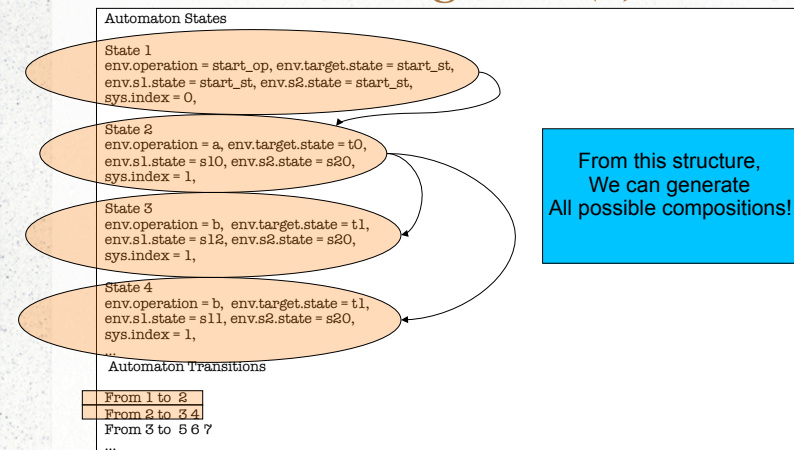 Automaton States
State 1
env.operation = start_op, env.target.state = start_st,
env.s1.state = start_st, env.s2.state = start_st,
sys.index = 0,
State 2
env.operation = a, env.target.state = t0,
env.s1.state = s10, env.s2.state = s20,
sys.index = 1,
State 3
env.operation = b,  env.target.state = t1,
env.s1.state = s12, env.s2.state = s20,
sys.index = 1,
State 4
env.operation = b,  env.target.state = t1,
env.s1.state = s11, env.s2.state = s20,
sys.index = 1,
...
Automaton Transitions
From 1 to  2
From 2 to  3 4
From 3 to  5 6 7
...
From this structure,
We can generate
All possible compositions!